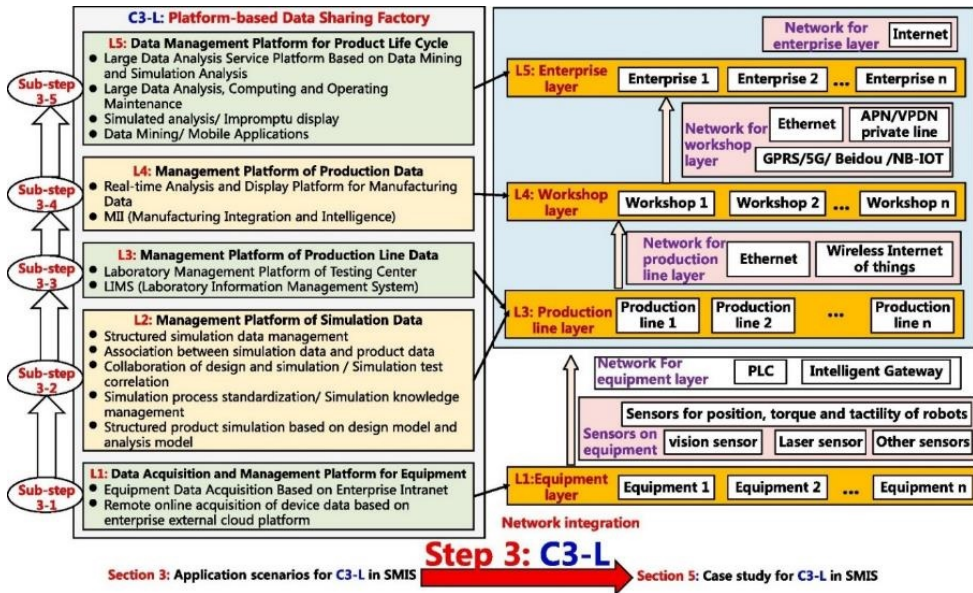 C3-L: Platform-based Data Sharing Factory
L5: Data Management Platform for Product Life Cycle
Large Data Analysis Service Platform Based on Data Mining
and Simulation Analysis
Large Data Analysis, Computing and Operating
Maintenance
Simulated analysis/ Impromptu display
Data Mining/ Mobile Applications
Sub-step
3-5
L4: Management Platform of Production Data
Real-time Analysis and Display Platform for Manufacturing
Data
MII (Manufacturing Integration and Intelligence)
Sub-step
3-4
L3: Management Platform of Production Line Data
Laboratory Management Platform of Testing Center
LIMS (Laboratory Information Management System)
Sub-step
3-3
L2: Management Platform of Simulation Data
Structured simulation data management
Association between simulation data and product data
Collaboration of design and simulation / Simulation test
correlation
Simulation process standardization/ Simulation knowledge
management
Structured product simulation based on design model and
analysis model
Sub-step
3-2
L1: Data Acquisition and Management Platform for Equipment
Equipment Data Acquisition Based on Enterprise Intranet
Remote online acquisition of device data based on
enterprise external cloud platform
Sub-step
3-1
Network for
enterprise layer
Internet
L5: Enterprise
layer
Enterprise 1
Enterprise 2
...
Enterprise n
Network for
workshop
layer
Ethernet
APN/VPDN
private line
GPRS/5G/ Beidou /NB-IOT
L4: Workshop
layer
Workshop 1
Workshop 2
...
Workshop n
Network for
production
line layer
Ethernet
Wireless Internet
of things
L3: Production
line layer
Production
line 1
Production
line 2
...
Production
line n
Network For
equipment layer
PLC
Intelligent Gateway
Sensors for position, torque and tactility of robots
Sensors on
equipment
vision sensor
Laser sensor
Other sensors
L1:Equipment
layer
Equipment 1
Equipment 2
...
Equipment n
Network integration
Step 3: C3-L
Section 3: Application scenarios for C3-L in SMIS
Section 5: Case study for C3-L in SMIS